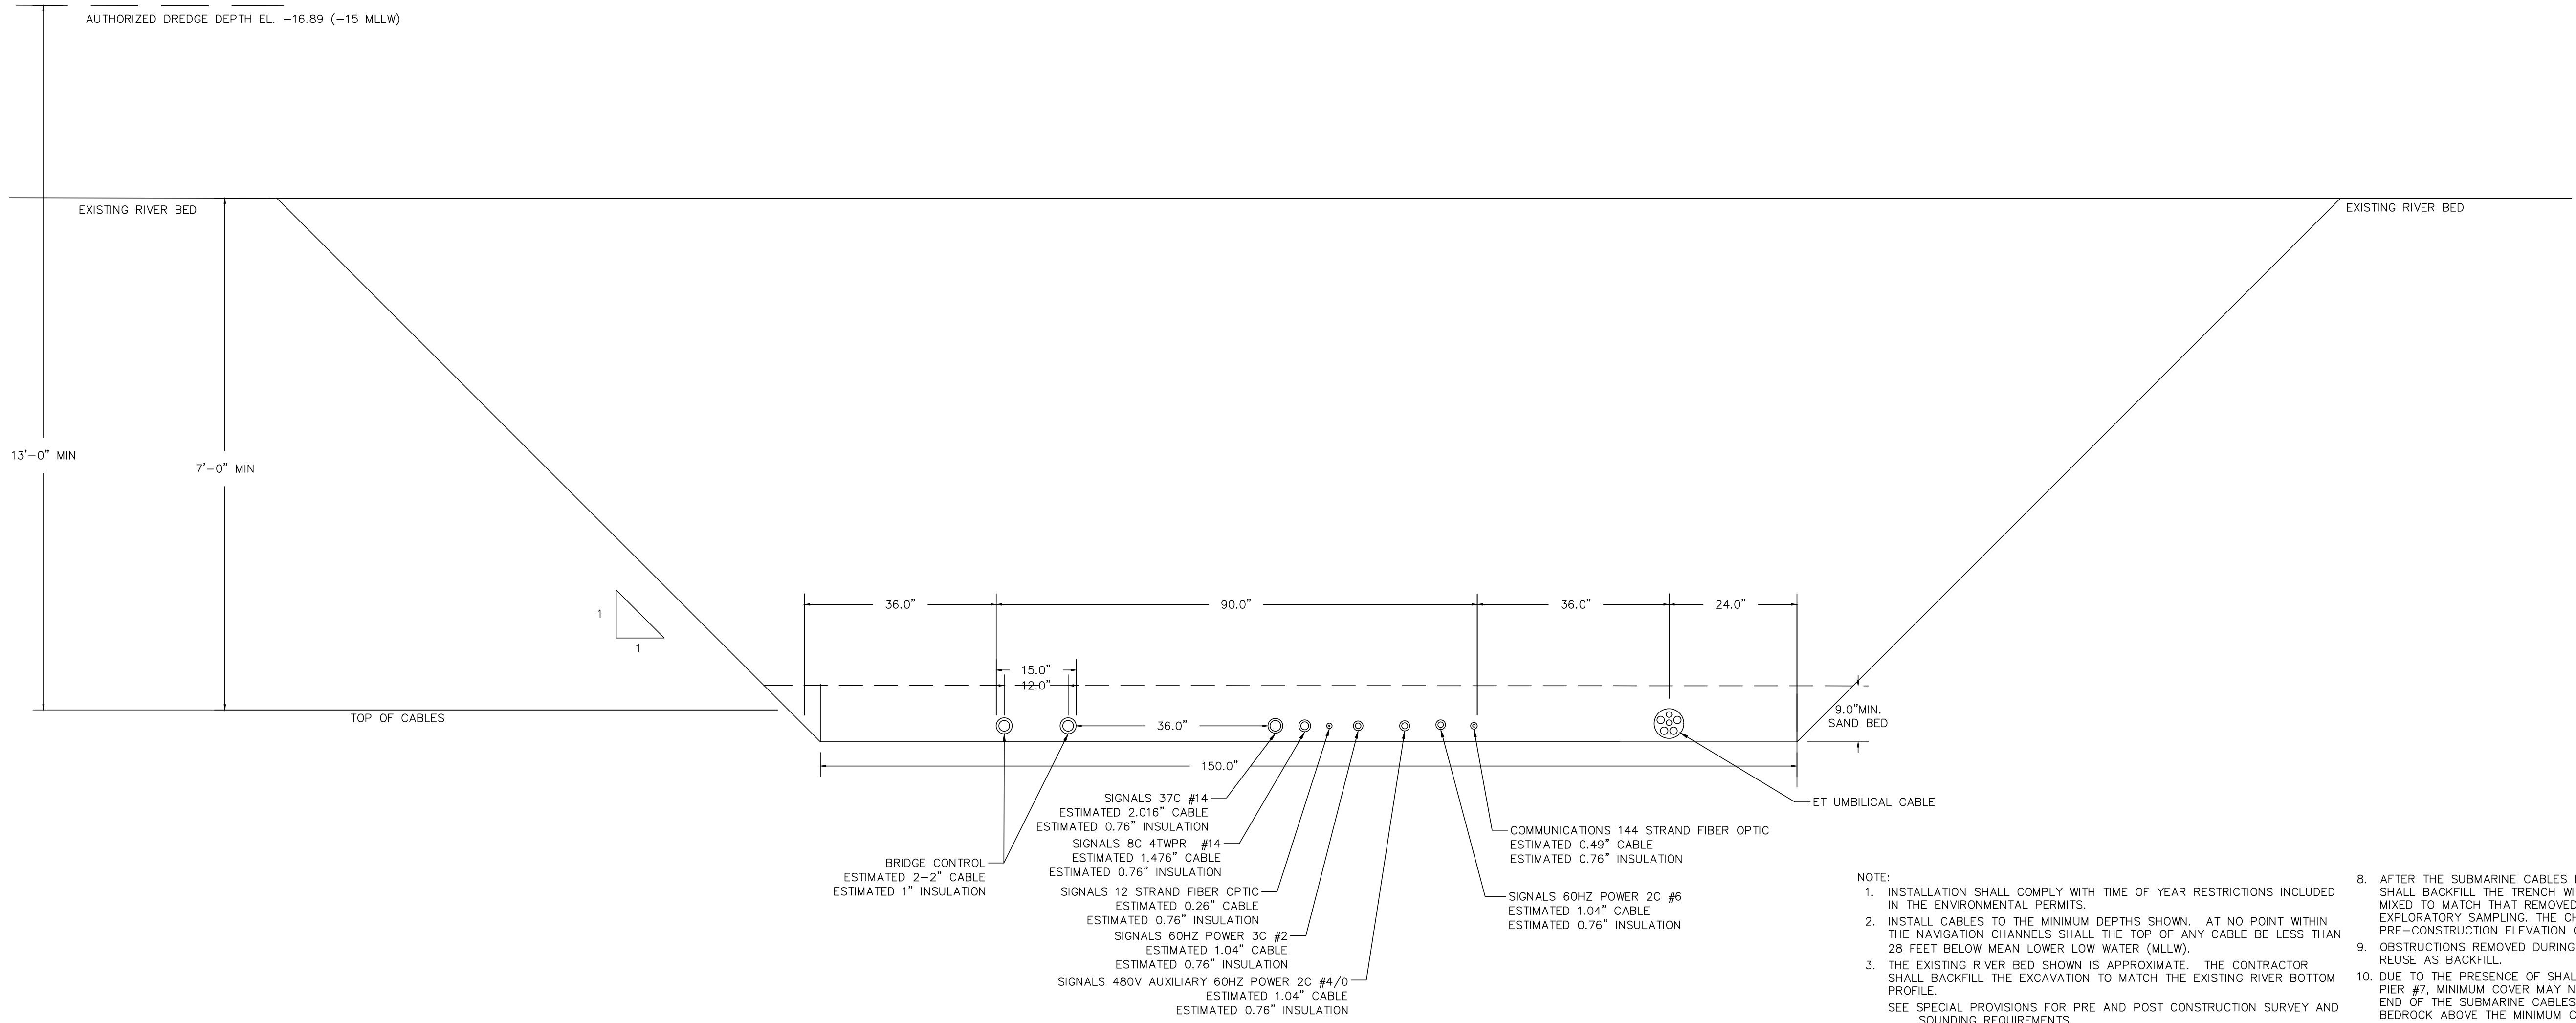 AUTHORIZED DREDGE DEPTH EL. -16.89 (-15 MLLW)
EXISTING RIVER BED
EXISTING RIVER BED
13'-0" MIN
7'-0" MIN
1
1
36.0"
90.0"
36.0"
24.0"
15.0"
12.0"
TOP OF CABLES
36.0"
9.0"MIN.
SAND BED
150.0"
SIGNALS 37C #14
ESTIMATED 2.016" CABLE
ESTIMATED 0.76" INSULATION
SIGNALS 8C 4TWPR #14
ESTIMATED 1.476" CABLE
ESTIMATED 0.76" INSULATION
BRIDGE CONTROL
ESTIMATED 2-2" CABLE
ESTIMATED 1" INSULATION
SIGNALS 12 STRAND FIBER OPTIC
ESTIMATED 0.26" CABLE
ESTIMATED 0.76" INSULATION
SIGNALS 60HZ POWER 3C #2
ESTIMATED 1.04" CABLE
ESTIMATED 0.76" INSULATION
SIGNALS 480V AUXILIARY 60HZ POWER 2C #4/0
ESTIMATED 1.04" CABLE
ESTIMATED 0.76" INSULATION
ET UMBILICAL CABLE
COMMUNICATIONS 144 STRAND FIBER OPTIC
ESTIMATED 0.49" CABLE
ESTIMATED 0.76" INSULATION
SIGNALS 60HZ POWER 2C #6
ESTIMATED 1.04" CABLE
ESTIMATED 0.76" INSULATION
NOTE:
1. INSTALLATION SHALL COMPLY WITH TIME OF YEAR RESTRICTIONS INCLUDED
IN THE ENVIRONMENTAL PERMITS.
2. INSTALL CABLES TO THE MINIMUM DEPTHS SHOWN. AT NO POINT WITHIN
THE NAVIGATION CHANNELS SHALL THE TOP OF ANY CABLE BE LESS THAN
28 FEET BELOW MEAN LOWER LOW WATER (MLLW).
3. THE EXISTING RIVER BED SHOWN IS APPROXIMATE. THE CONTRACTOR
SHALL BACKFILL THE EXCAVATION TO MATCH THE EXISTING RIVER BOTTOM
PROFILE.
SEE SPECIAL PROVISIONS FOR PRE AND POST CONSTRUCTION SURVEY AND
SOUNDING REQUIREMENTS
8. AFTER THE SUBMARINE CABLES
SHALL BACKFILL THE TRENCH
MIXED TO MATCH THAT REMOVED
EXPLORATORY SAMPLING. THE
PRE-CONSTRUCTION ELEVATION
9. OBSTRUCTIONS REMOVED DURING
REUSE AS BACKFILL.
10. DUE TO THE PRESENCE OF
PIER #7, MINIMUM COVER MAY
END OF THE SUBMARINE CABLES
BEDROCK ABOVE THE MINIMUM